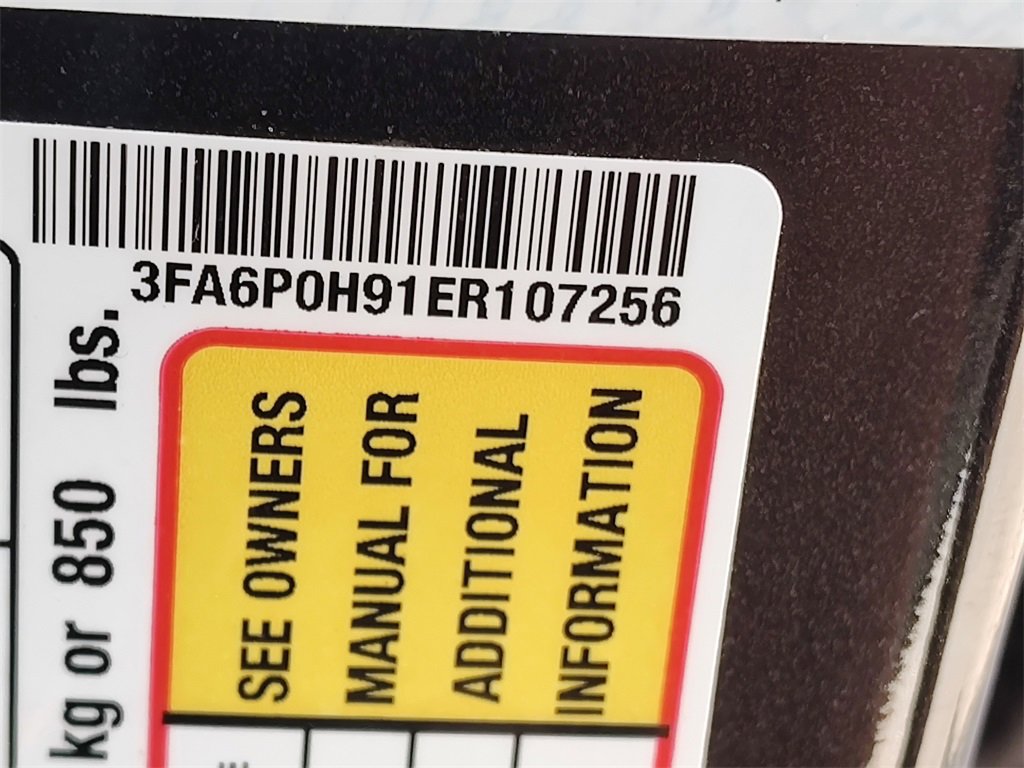 3FA6P0H91ER107256
kg or 850 lbs.
SEE OWNERS
MANUAL FOR
ADDITIONAL
INFORMATION